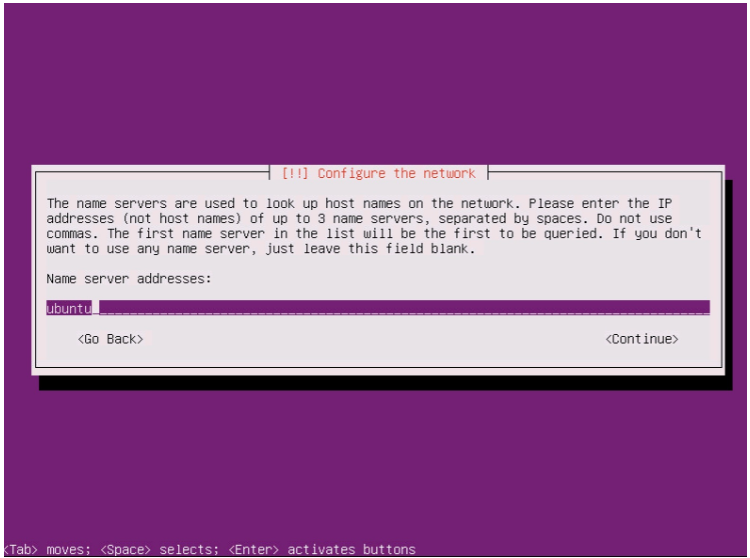 [!!] Configure the network
The name servers are used to look up host names on the network. Please enter the IP
addresses (not host names) of up to 3 name servers, separated by spaces. Do not use
commas. The first name server in the list will be the first to be queried. If you don't
want to use any name server, just leave this field blank.
Name server addresses:
ubuntu
<Go Back> <Continue>
<Tab> moves; <Space> selects; <Enter> activates buttons